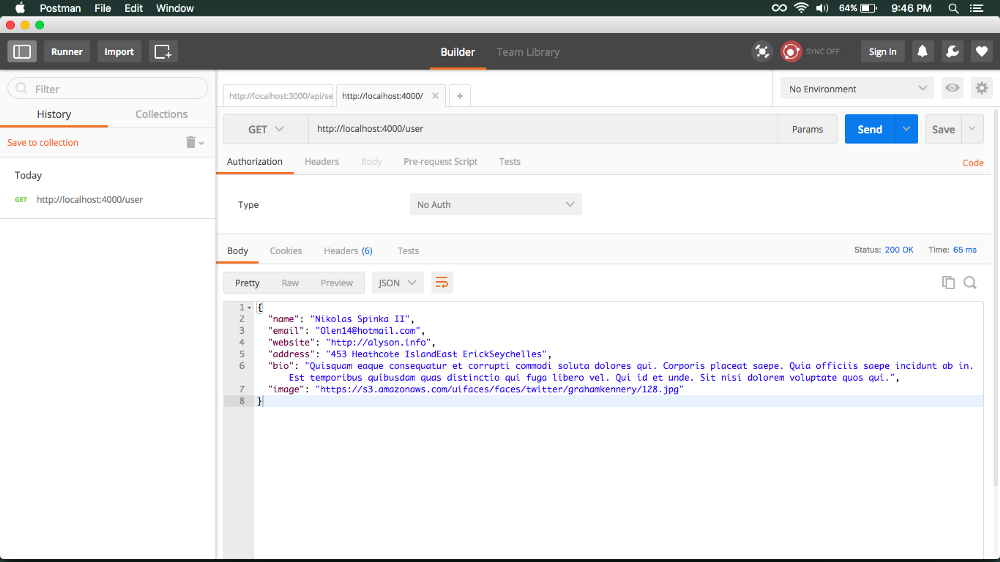 Postman File Edit Window 64% 9:46 PM
Runner Import Builder Team Library SYNC OFF Sign In
Filter
History Collections
Save to collection
Today
GET http://localhost:4000/user
http://localhost:3000/api/se http://localhost:4000/ No Environment
GET http://localhost:4000/user Params Send Save
Authorization Headers Body Pre-request Script Tests Code
Type No Auth
Body Cookies Headers (6) Tests Status: 200 OK Time: 65 ms
Pretty Raw Preview JSON
1 {
2 "name": "Nikolas Spinka II",
3 "email": "Olen14@hotmail.com",
4 "website": "http://alyson.info",
5 "address": "453 Heathcote IslandEast ErickSeychelles",
6 "bio": "Quisquam eaque consequatur et corrupti commodi soluta dolores qui. Corporis placeat saepe. Quia officiis saepe incidunt ab in.
Est temporibus quibusdam quas distinctio qui fuga libero vel. Qui id et unde. Sit nisi dolorem voluptate quos qui.",
7 "image": "https://s3.amazonaws.com/uifaces/faces/twitter/grahamkennery/128.jpg"
8 }